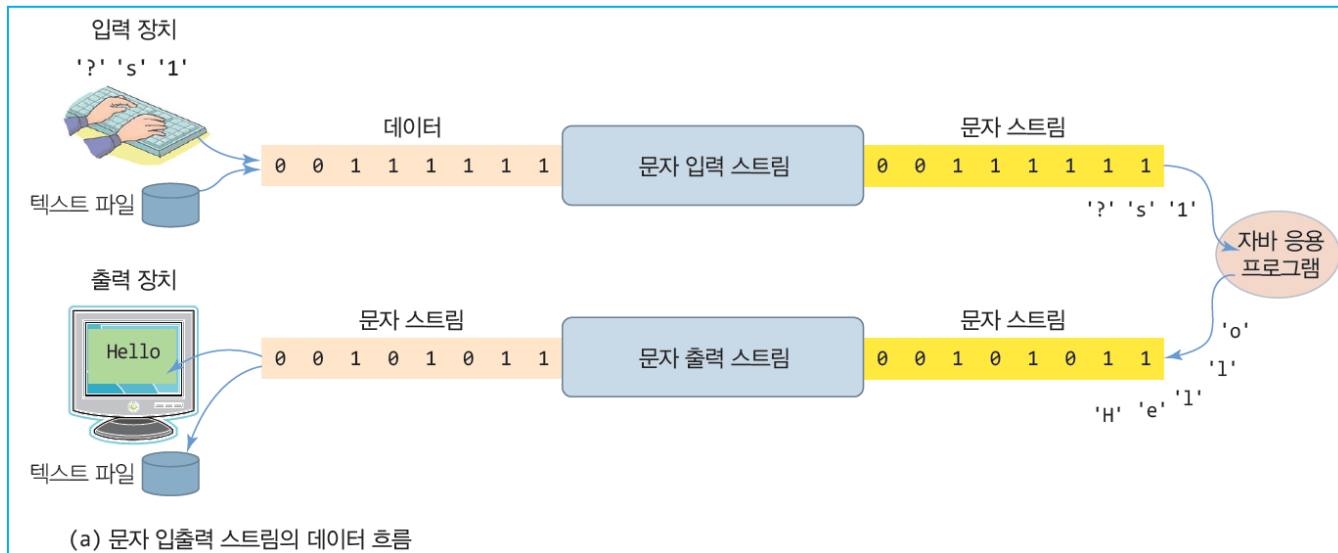 입력 장치
'?' 's' '1'
데이터
문자 스트림
0 0 1 1 1 1 1 1
문자 입력 스트림
0 0 1 1 1 1 1 1
텍스트 파일
'?' 's' '1'
자바 응용
프로그램
출력 장치
Hello
문자 스트림
문자 스트림
0 0 1 0 1 0 1 1
문자 출력 스트림
0 0 1 0 1 0 1 1
'o'
'l'
'l'
'e'
'H'
텍스트 파일
(a) 문자 입출력 스트림의 데이터 흐름